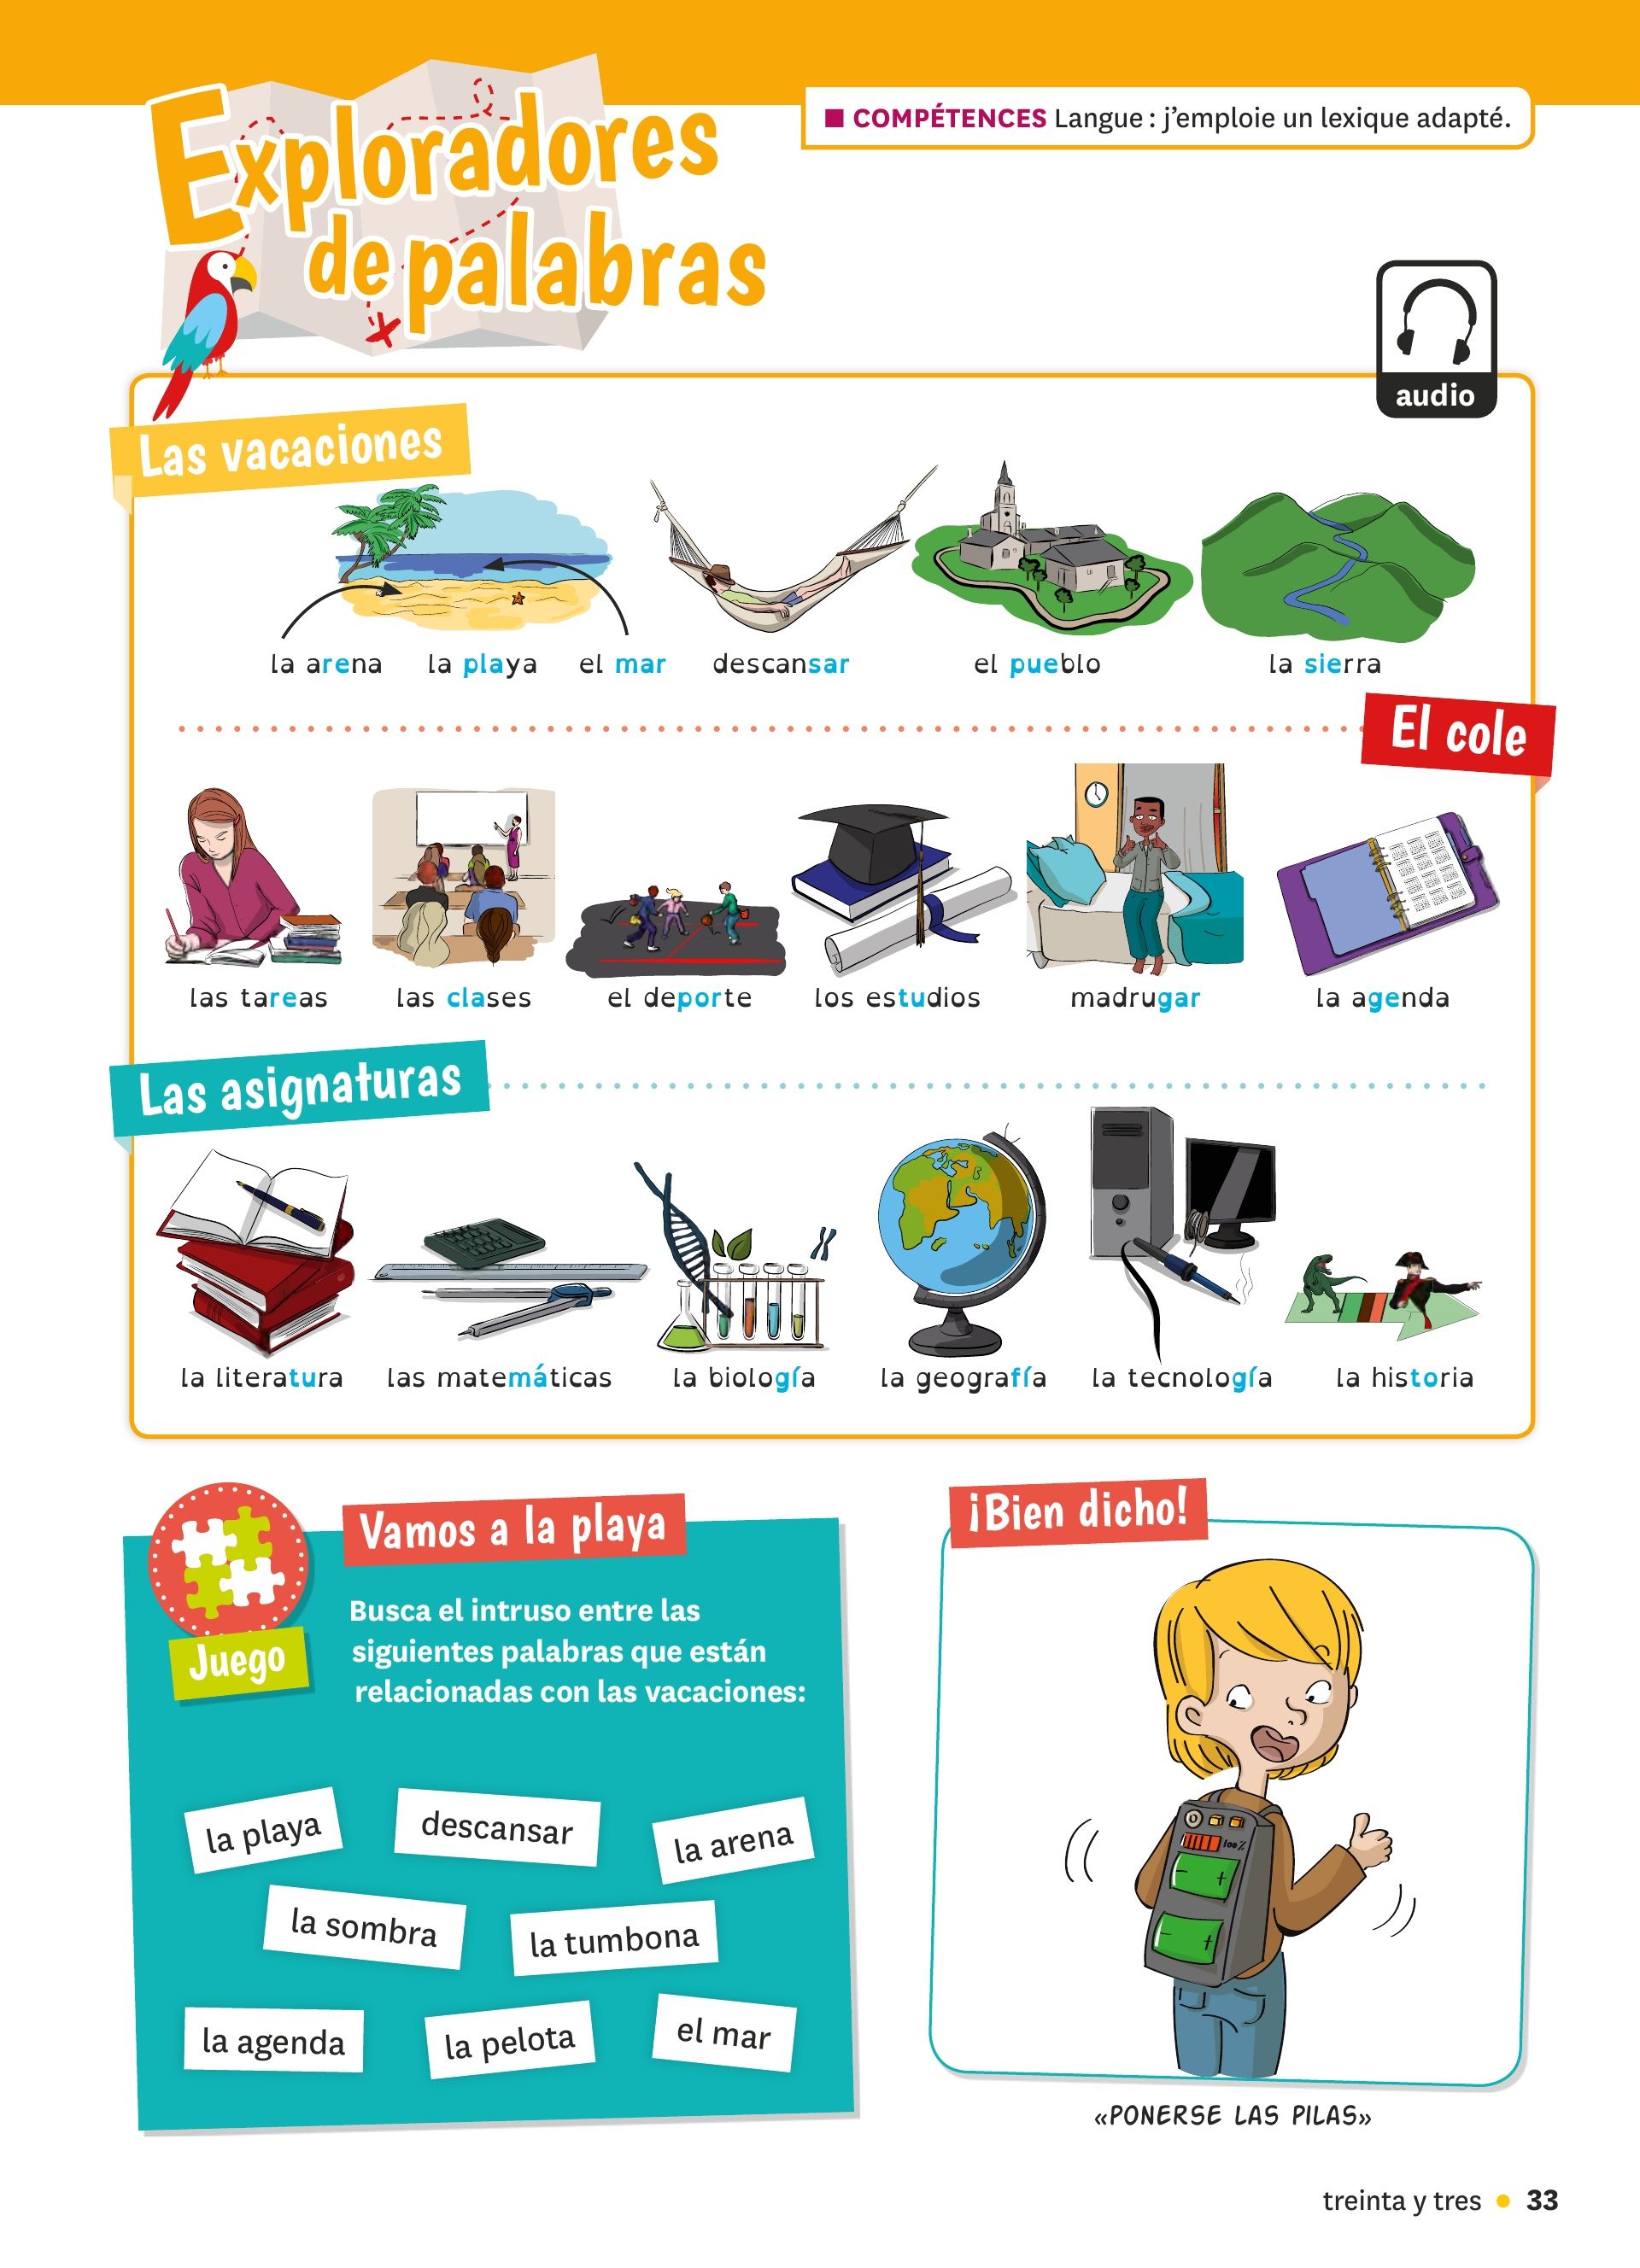 Exploradores
de palabras
■ COMPÉTENCES Langue : j'emploie un lexique adapté.
audio
Las vacaciones
la arena la playa el mar descansar el pueblo la sierra
El cole
las tareas las clases el deporte los estudios madrugar la agenda
Las asignaturas
la literatura las matemáticas la biología la geografía la tecnología la historia
Juego
Vamos a la playa
Busca el intruso entre las
siguientes palabras que están
relacionadas con las vacaciones:
la playa descansar la arena
la sombra la tumbona
la agenda la pelota el mar
¡Bien dicho!
100%
- +
- +
«PONERSE LAS PILAS»
treinta y tres • 33